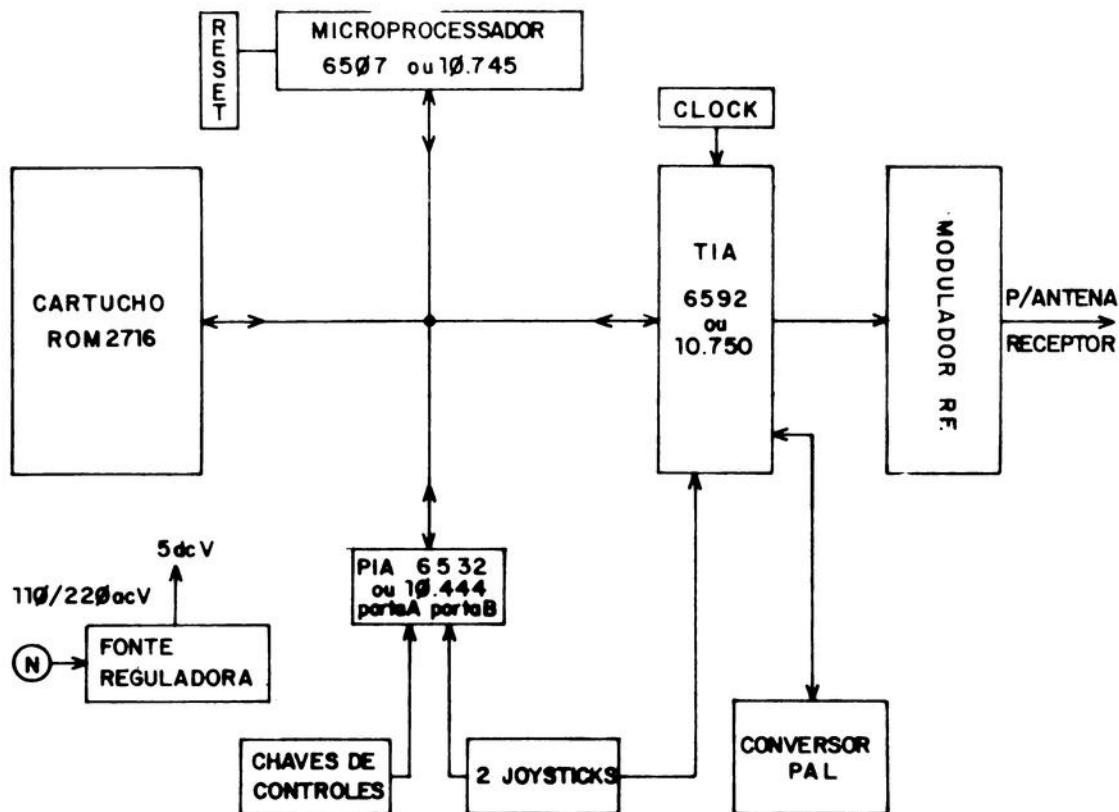 RESET
MICROPROCESSADOR
65Ø7 ou 1Ø.745
CLOCK
CARTUCHO
ROM 2716
TIA
6592
ou
10.750
MODULADOR RF.
P/ANTENA
RECEPTOR
5dcV
11Ø/22ØacV
N
FONTE
REGULADORA
PIA 6532
ou 1Ø.444
portaA portaB
CHAVES DE
CONTROLES
2 JOYSTICKS
CONVERSOR
PAL